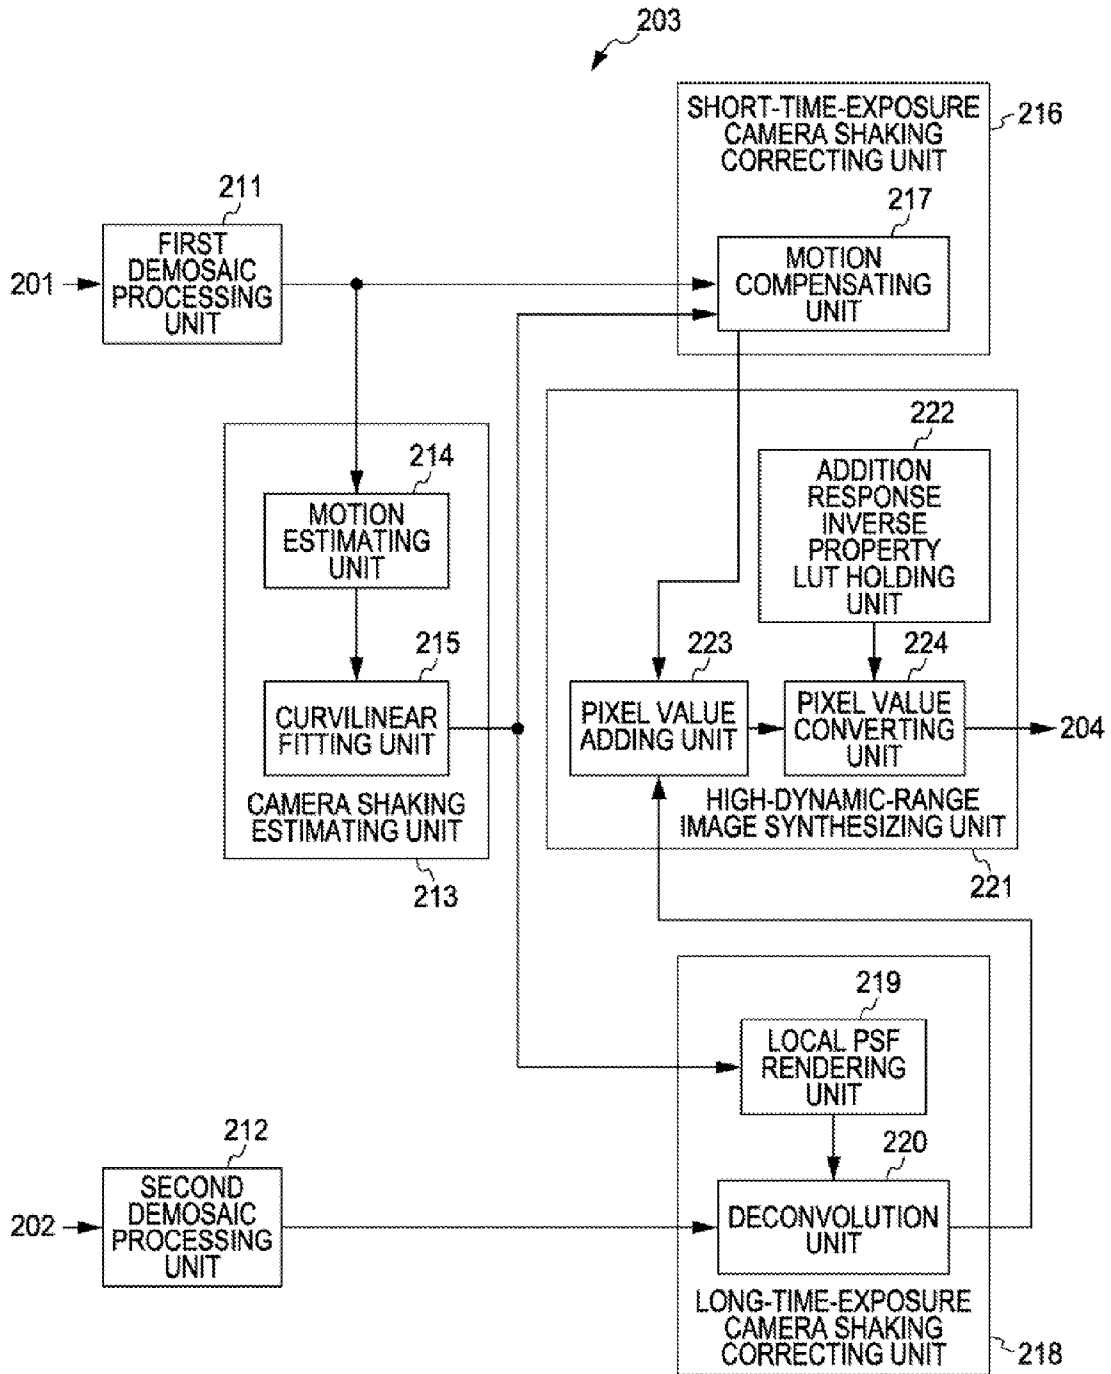 203
SHORT-TIME-EXPOSURE
CAMERA SHAKING
CORRECTING UNIT
216
217
MOTION
COMPENSATING
UNIT
211
FIRST
DEMOSAIC
PROCESSING
UNIT
201
222
ADDITION
RESPONSE
INVERSE
PROPERTY
LUT HOLDING
UNIT
214
MOTION
ESTIMATING
UNIT
215
CURVILINEAR
FITTING UNIT
CAMERA SHAKING
ESTIMATING UNIT
213
223
PIXEL VALUE
ADDING UNIT
224
PIXEL VALUE
CONVERTING
UNIT
204
HIGH-DYNAMIC-RANGE
IMAGE SYNTHESIZING UNIT
221
219
LOCAL PSF
RENDERING
UNIT
212
SECOND
DEMOSAIC
PROCESSING
UNIT
202
220
DECONVOLUTION
UNIT
LONG-TIME-EXPOSURE
CAMERA SHAKING
CORRECTING UNIT
218